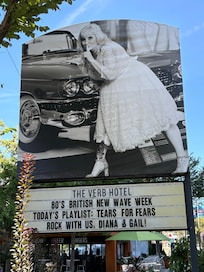 THE VERB HOTEL
80'S BRITISH NEW WAVE WEEK
TODAY'S PLAYLIST: TEARS FOR FEARS
ROCK WITH US, DIANA & GAIL!